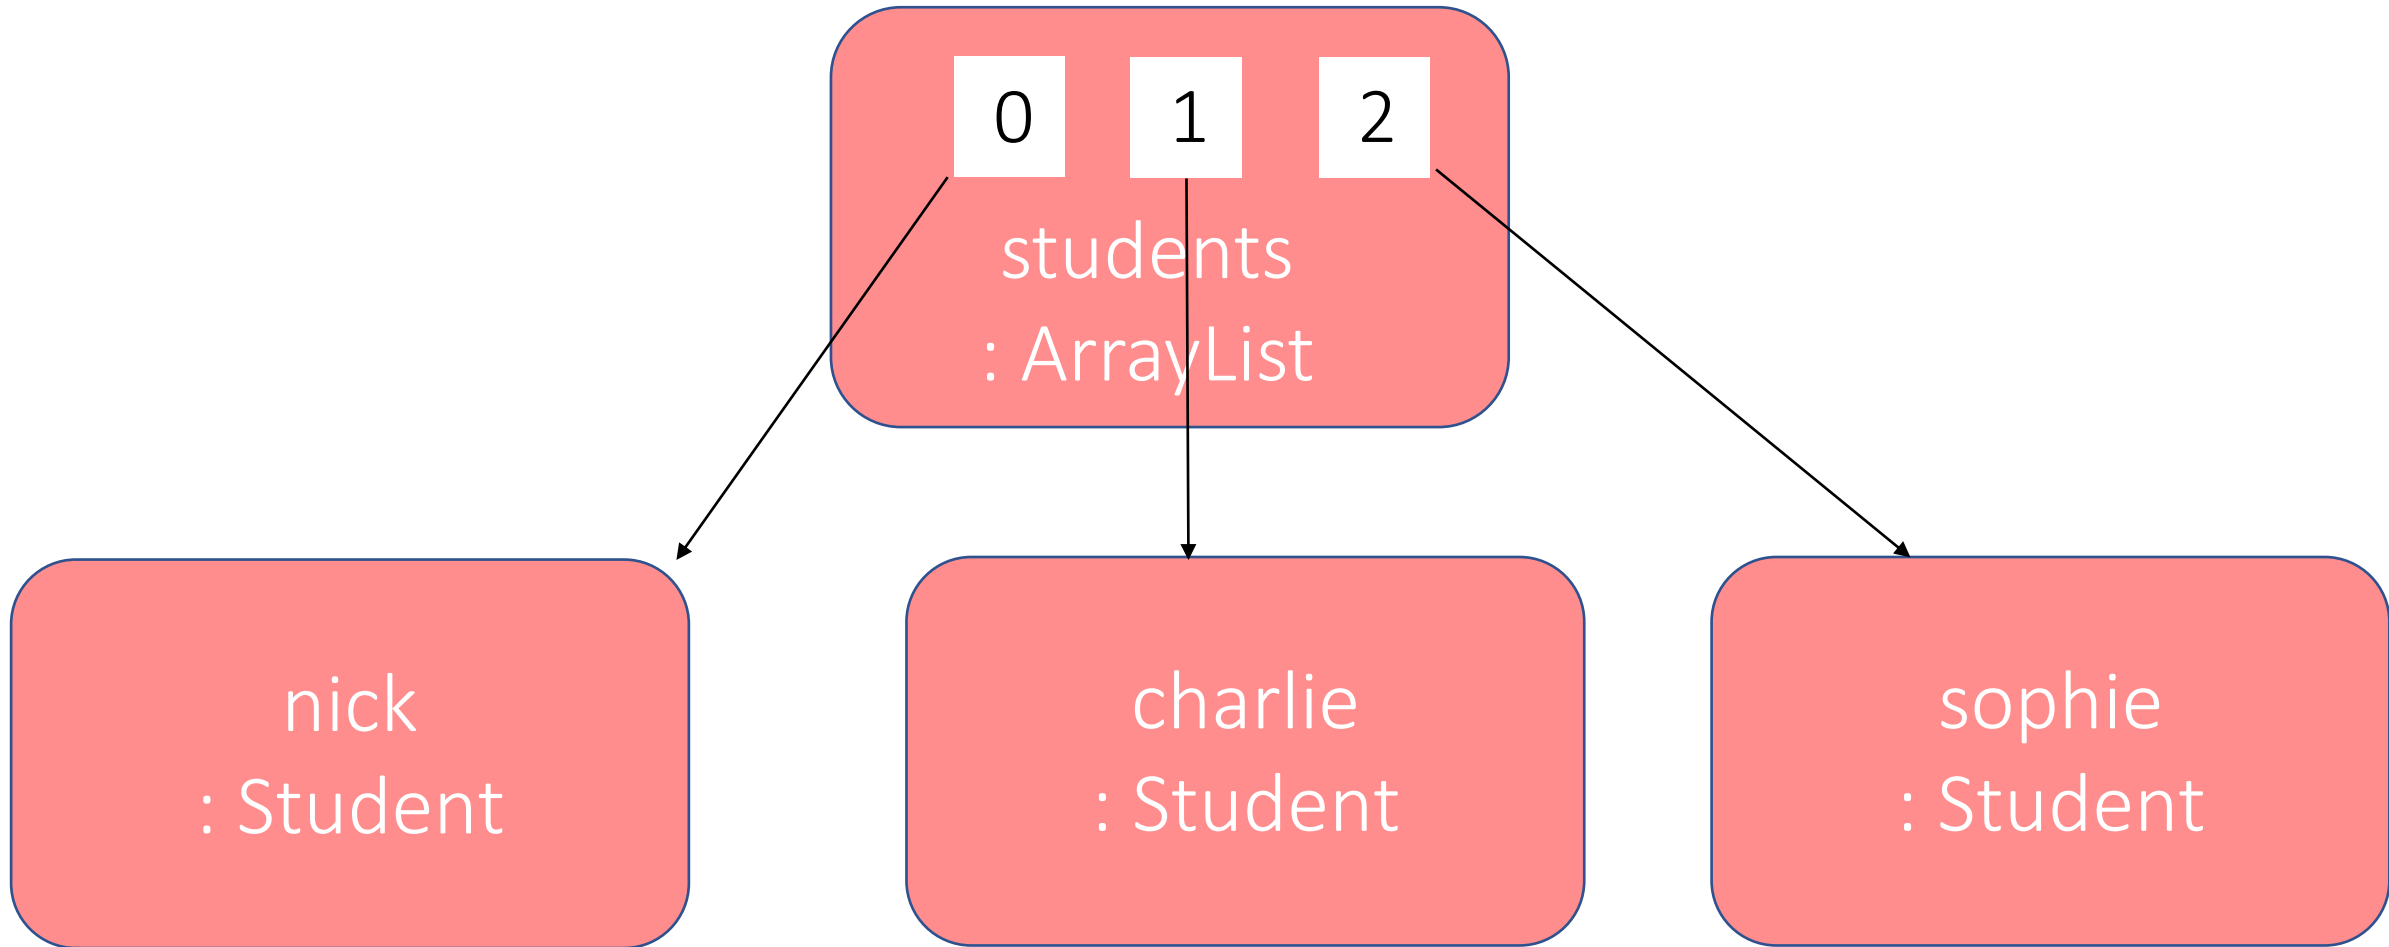 0 1 2
students
: ArrayList
nick
: Student
charlie
: Student
sophie
: Student